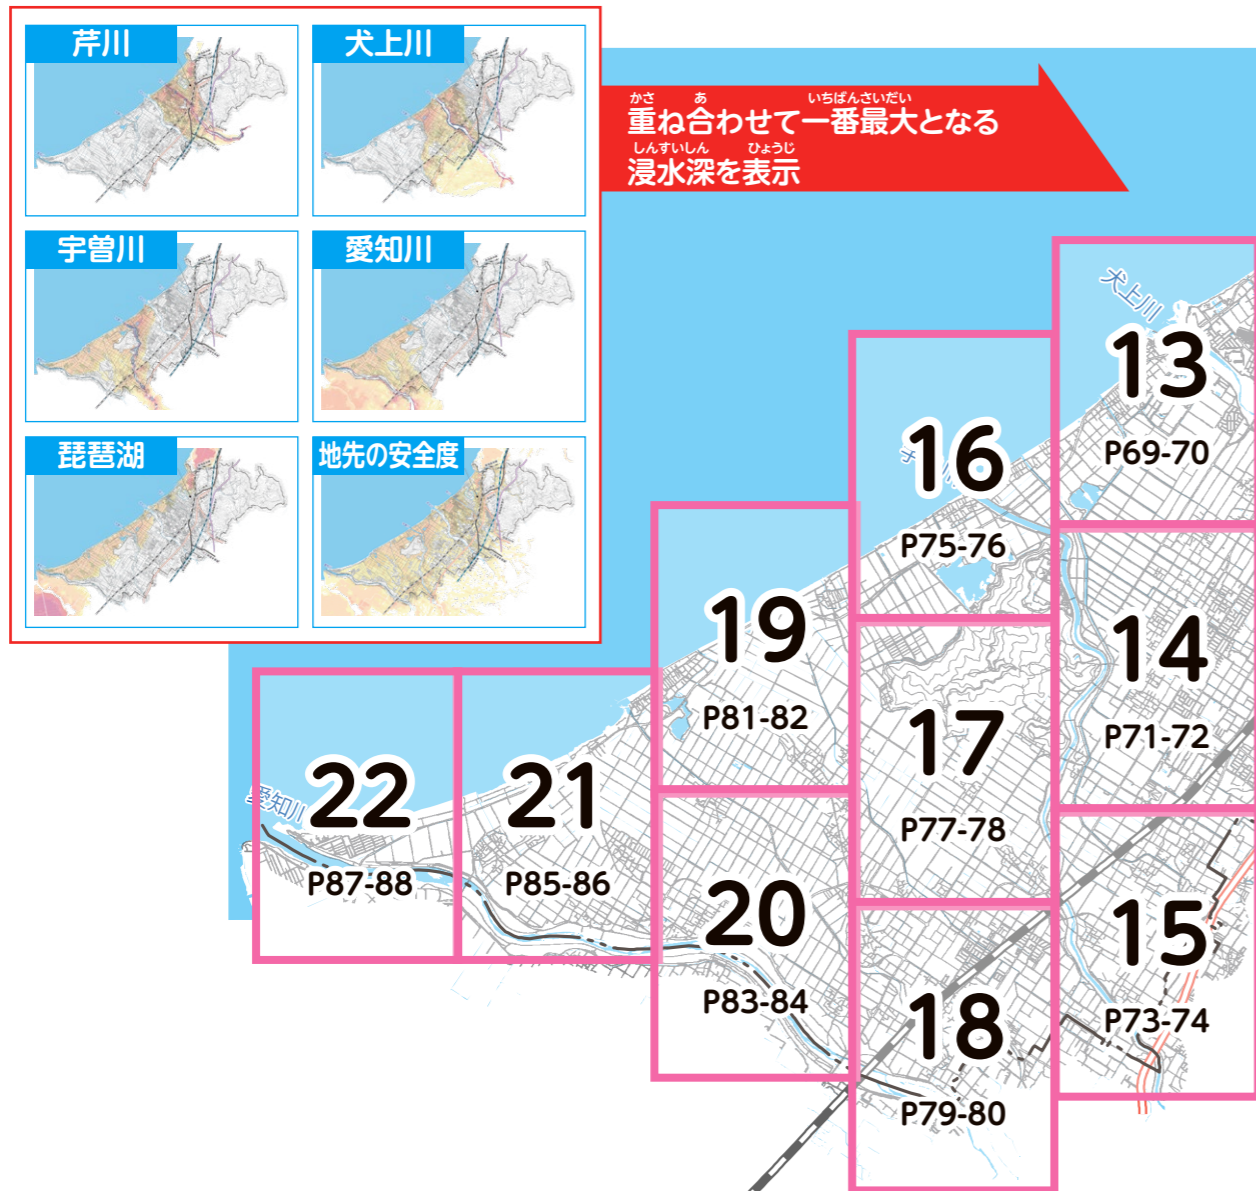 芹川
犬上川
宇曽川
愛知川
琵琶湖
地先の安全度
かさ あ いちばんさいだい
重ね合わせて一番最大となる
しんすいしん ひょうじ
浸水深を表示
犬上川
13
P69-70
16
P75-76
14
P71-72
19
P81-82
17
P77-78
15
P73-74
愛知川
22
P87-88
21
P85-86
20
P83-84
18
P79-80